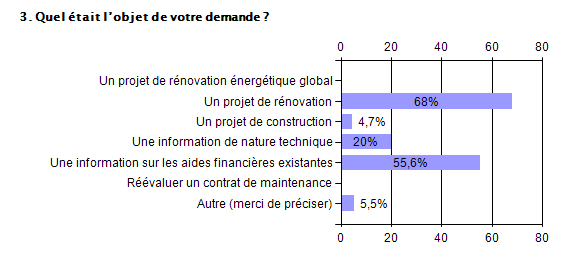 3. Quel était l'objet de votre demande ?
0 20 40 60 80
Un projet de rénovation énergétique global
Un projet de rénovation 68%
Un projet de construction 4,7%
Une information de nature technique 20%
Une information sur les aides financières existantes 55,6%
Réévaluer un contrat de maintenance
Autre (merci de préciser) 5,5%
0 20 40 60 80